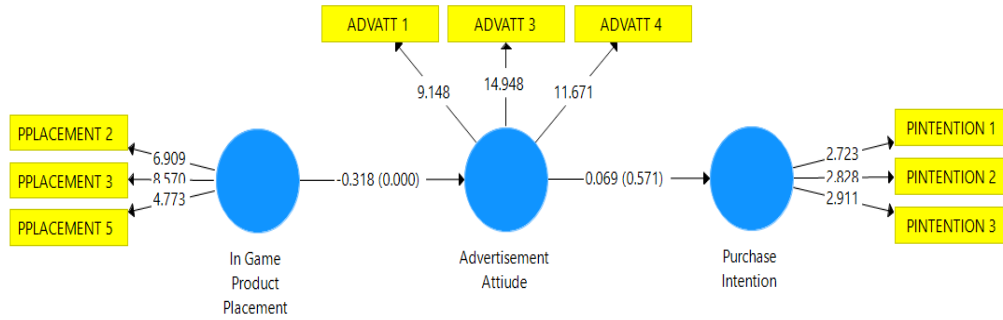 ADVATT 1
ADVATT 3
ADVATT 4
9.148
14.948
11.671
PPLACEMENT 2
PPLACEMENT 3
PPLACEMENT 5
6.909
8.570
4.773
-0.318 (0.000)
0.069 (0.571)
2.723
2.828
2.911
PINTENTION 1
PINTENTION 2
PINTENTION 3
In Game
Product
Placement
Advertisement
Attiude
Purchase
Intention